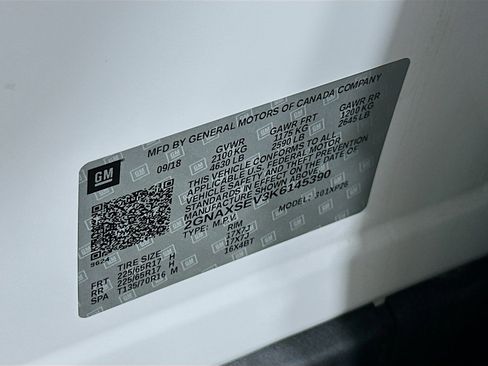 GM
MFD BY GENERAL MOTORS OF CANADA COMPANY
09/18 GVWR GAWR FRT GAWR RR
2100 KG 1175 KG 1200 KG
4630 LB 2590 LB 2645 LB
THIS VEHICLE CONFORMS TO ALL
APPLICABLE U.S. FEDERAL MOTOR
VEHICLE SAFETY AND THEFT PREVENTION
STANDARDS IN EFFECT ON THE DATE OF
MANUFACTURE SHOWN ABOVE.
2GNAXSEV3K6145390
TYPE: M.P.V. MODEL: 301XP26
9624
TIRE SIZE RIM
FRT 225/65R17 H 17X7J
RR 225/65R17 H 17X7J
SPA T135/70R16 M 16X4BT